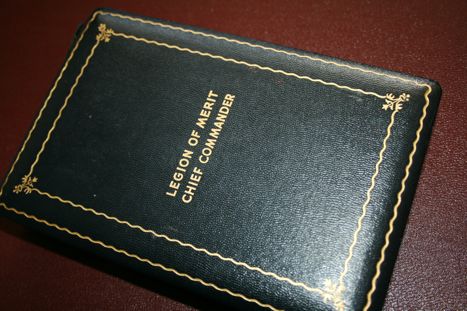 LEGION OF MERIT
CHIEF COMMANDER